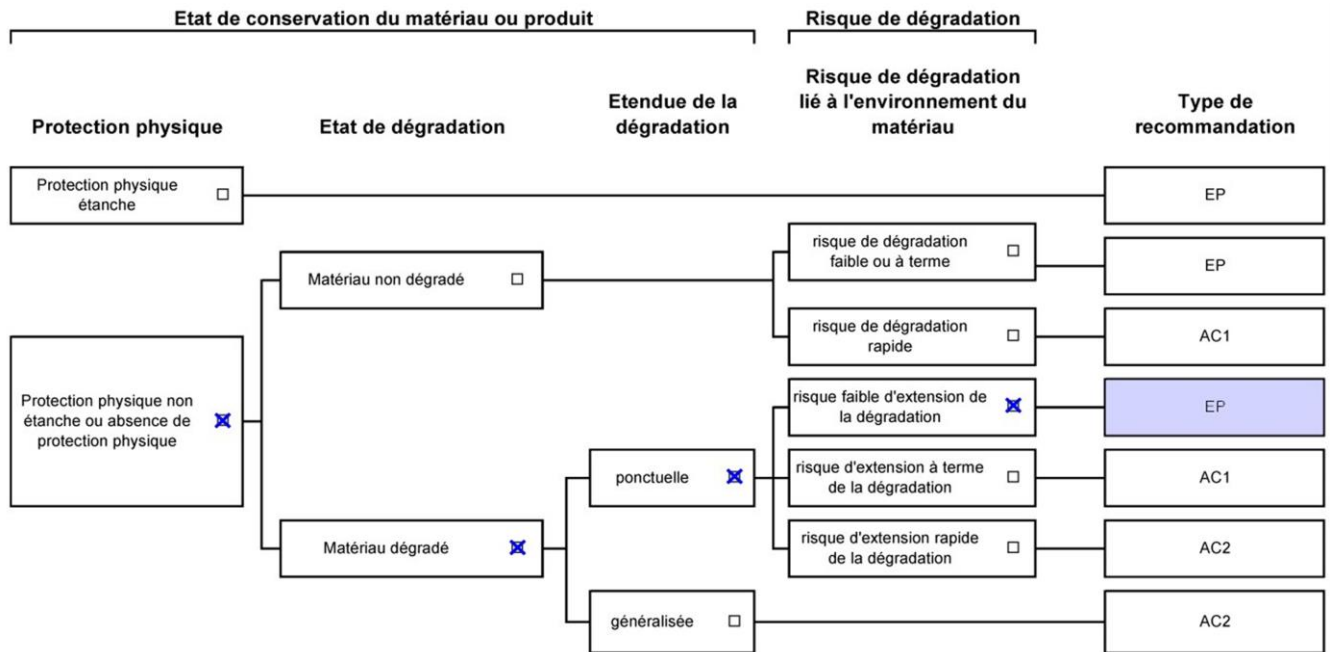 Etat de conservation du matériau ou produit
Risque de dégradation
Protection physique
Etat de dégradation
Etendue de la
dégradation
Risque de dégradation
lié à l'environnement du
matériau
Type de
recommandation
Protection physique
étanche
EP
Matériau non dégradé
risque de dégradation
faible ou à terme
EP
risque de dégradation
rapide
AC1
Protection physique non
étanche ou absence de
protection physique
risque faible d'extension de
la dégradation
EP
ponctuelle
risque d'extension à terme
de la dégradation
AC1
Matériau dégradé
risque d'extension rapide
de la dégradation
AC2
généralisée
AC2